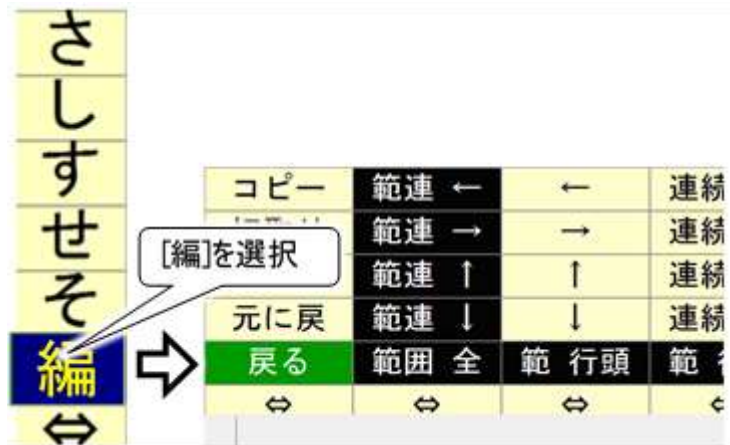 さ
し
す
せ
そ
編
⇔
[編]を選択
コピー 範連 ← ← 連続
範連 → → 連続
範連 ↑ ↑ 連続
元に戻 範連 ↓ ↓ 連続
戻る 範囲 全 範 行頭 範
⇔ ⇔ ⇔